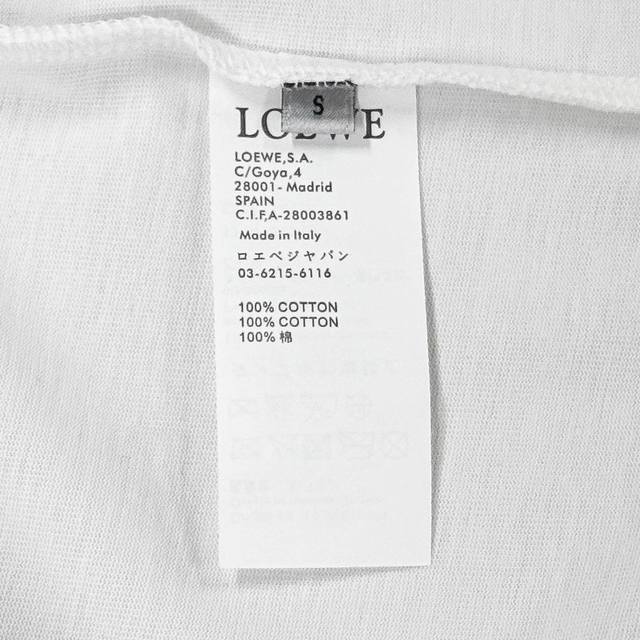 S
LOEWE
LOEWE,S.A.
C/Goya,4
28001- Madrid
SPAIN
C.I.F,A-28003861
Made in Italy
ロエベジャパン
03-6215-6116
100% COTTON
100% COTTON
100% 棉